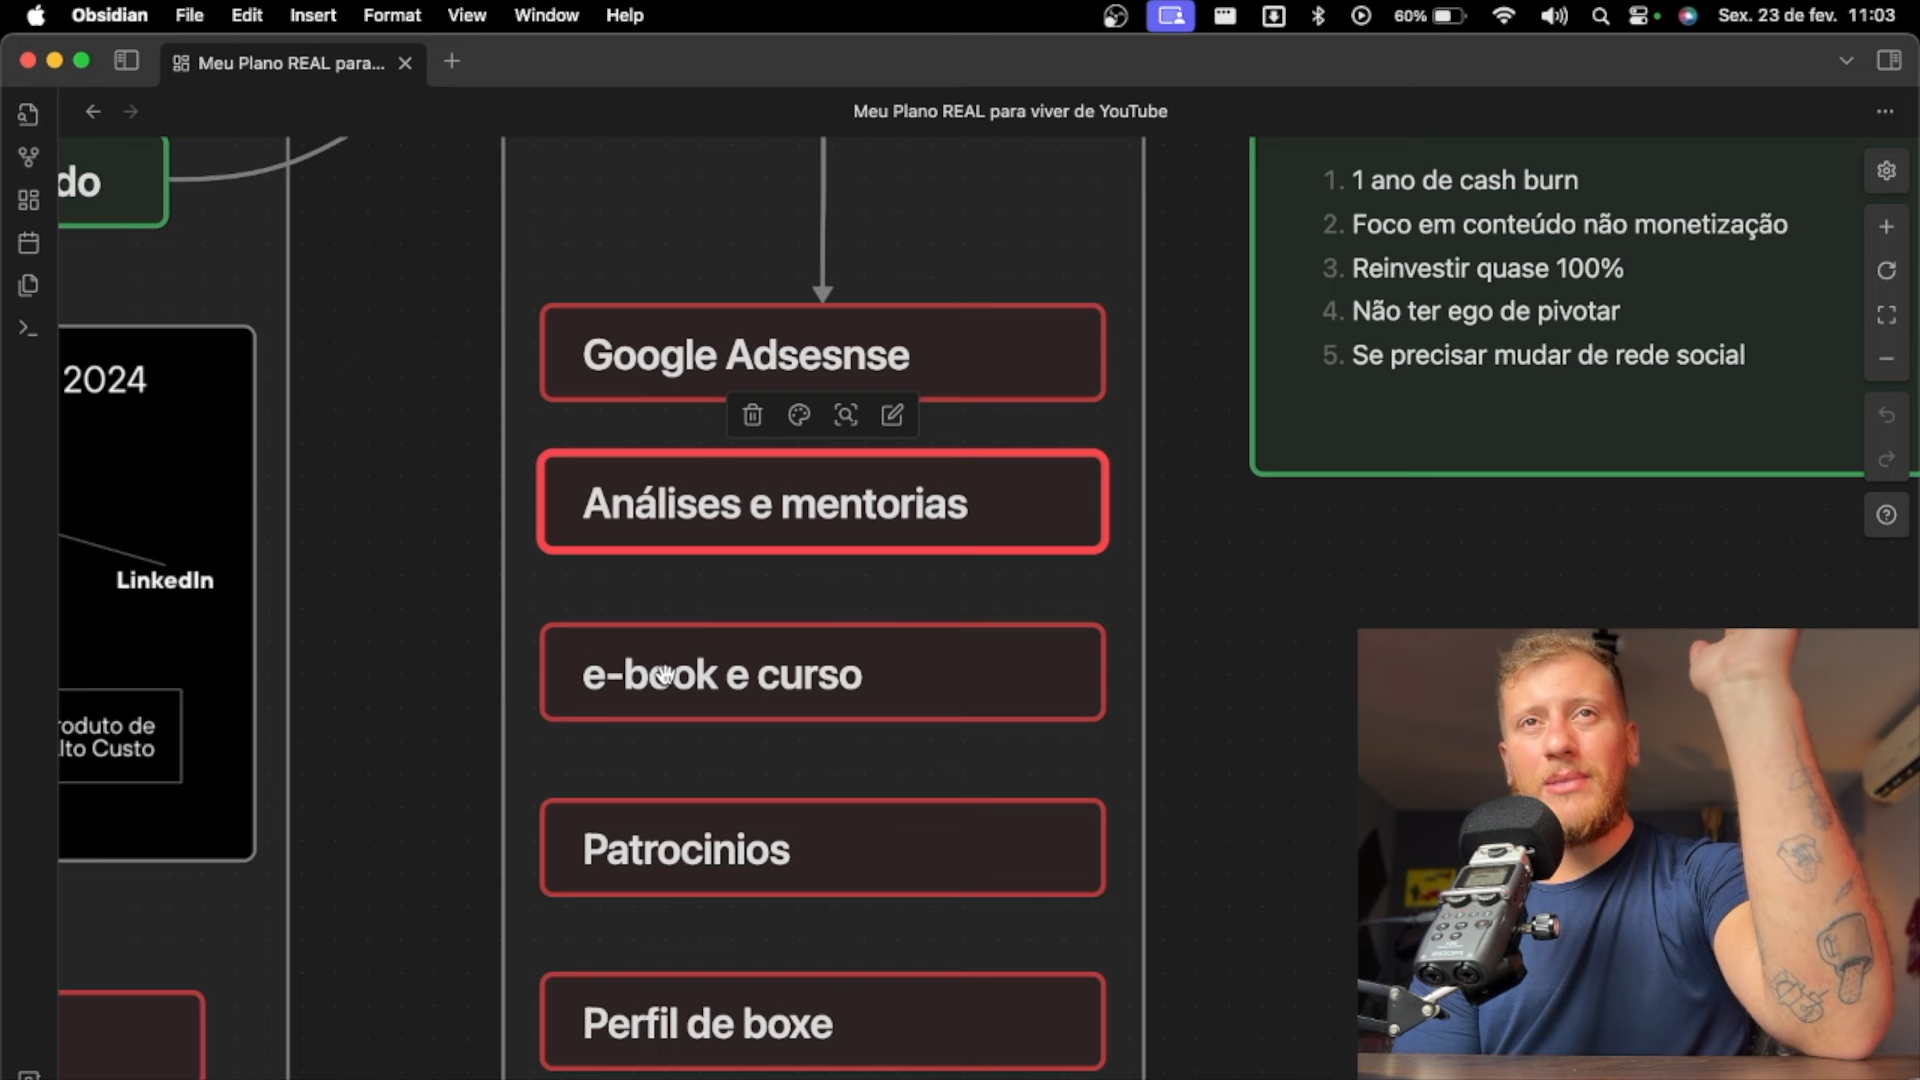 Obsidian File Edit Insert Format View Window Help 60% Sex. 23 de fev. 11:03
Meu Plano REAL para...
Meu Plano REAL para viver de YouTube
do
2024
LinkedIn
roduto de
lto Custo
Google Adsesnse
Análises e mentorias
e-book e curso
Patrocinios
Perfil de boxe
1. 1 ano de cash burn
2. Foco em conteúdo não monetização
3. Reinvestir quase 100%
4. Não ter ego de pivotar
5. Se precisar mudar de rede social